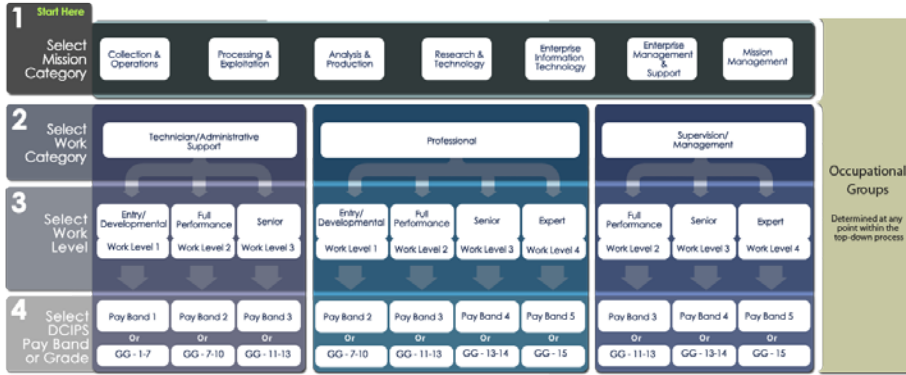 1 Start Here
Select
Mission
Category
Collection &
Operations
Processing &
Exploitation
Analysis &
Production
Research &
Technology
Enterprise
Information
Technology
Enterprise
Management
&
Support
Mission
Management
2 Select
Work
Category
Technician/Administrative
Support
Professional
Supervision/
Management
3 Select
Work
Level
Entry/
Developmental
Work Level 1
Full
Performance
Work Level 2
Senior
Work Level 3
Entry/
Developmental
Work Level 1
Full
Performance
Work Level 2
Senior
Work Level 3
Expert
Work Level 4
Full
Performance
Work Level 2
Senior
Work Level 3
Expert
Work Level 4
4 Select
DCIPS
Pay Band
or Grade
Pay Band 1
Or
GG - 1-7
Pay Band 2
Or
GG - 7-10
Pay Band 3
Or
GG - 11-13
Pay Band 2
Or
GG - 7-10
Pay Band 3
Or
GG - 11-13
Pay Band 4
Or
GG - 13-14
Pay Band 5
Or
GG - 15
Pay Band 3
Or
GG - 11-13
Pay Band 4
Or
GG - 13-14
Pay Band 5
Or
GG - 15
Occupational
Groups
Determined at any
point within the
top-down process